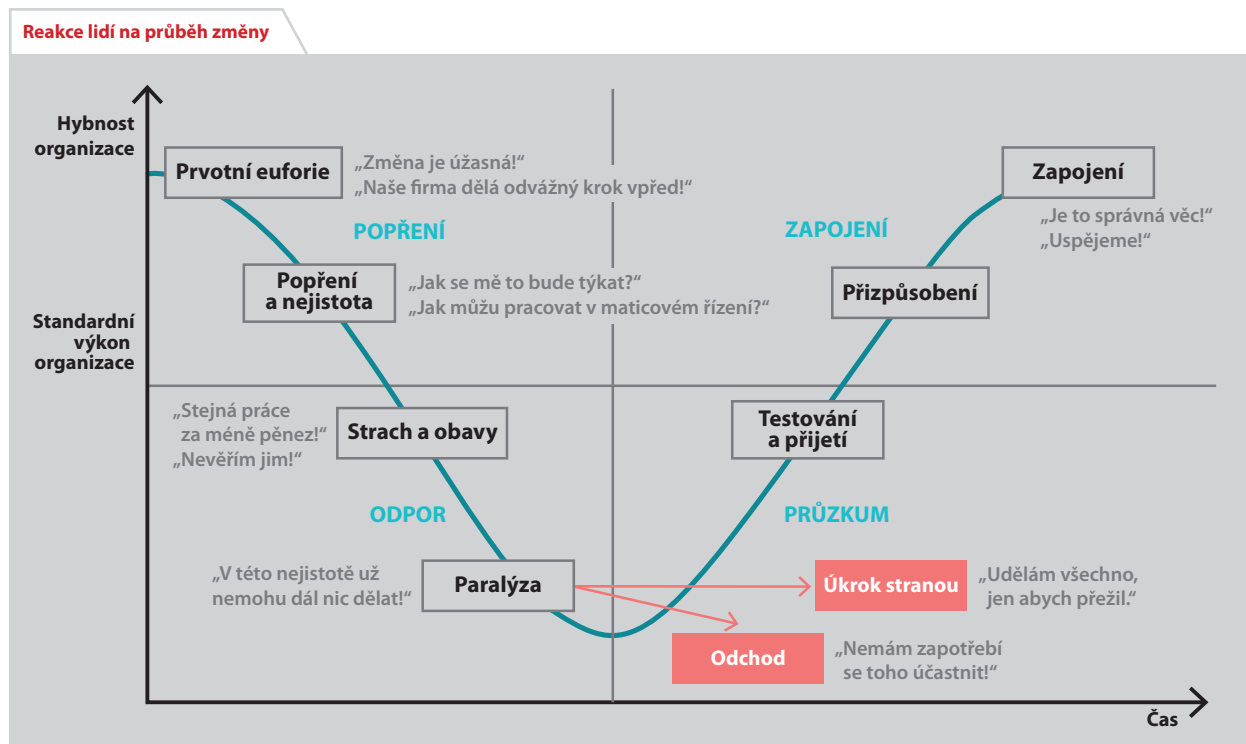 Reakce lidí na průběh změny
Hybnost
organizace
Prvotní euforie
„Změna je úžasná!“
„Naše firma dělá odvážný krok vpřed!“
Zapojení
„Je to správná věc!“
„Uspějeme!“
POPŘENÍ
ZAPOJENÍ
Popření
a nejistota
„Jak se mě to bude týkat?“
„Jak můžu pracovat v maticovém řízení?“
Přizpůsobení
Standardní
výkon
organizace
„Stejná práce
za méně pěnez!“
„Nevěřím jim!“
Strach a obavy
Testování
a přijetí
ODPOR
PRŮZKUM
„V této nejistotě už
nemohu dál nic dělat!“
Paralýza
Úkrok stranou
„Udělám všechno,
jen abych přežil.“
Odchod
„Nemám zapotřebí
se toho účastnit!“
Čas